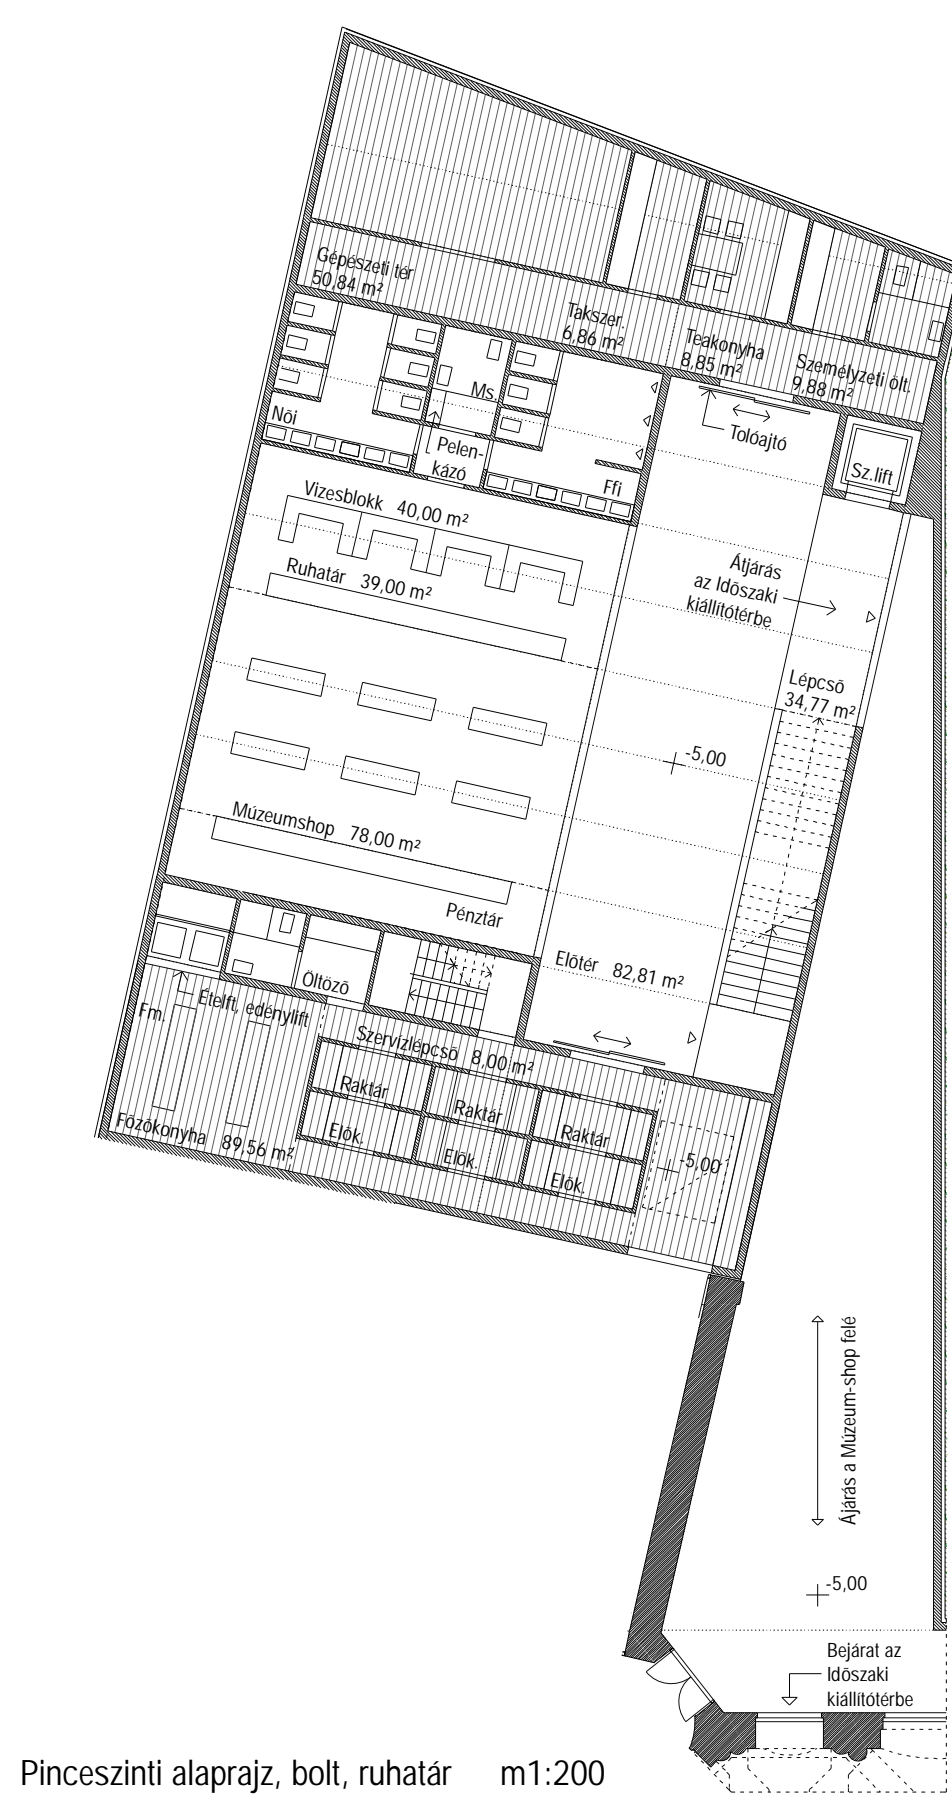 Gépészeti tér
50,84 m²
Takszer.
6,86 m²
Teakonyha
8,85 m²
Személyzeti ölt.
9,88 m²
Női
Ms.
Pelen-
kázó
Ffi
Tolóajtó
Sz.lift
Vizesblokk 40,00 m²
Ruhatár 39,00 m²
Átjárás
az Időszaki
kiállítótérbe
Lépcső
34,77 m²
-5,00
Múzeumshop 78,00 m²
Pénztár
Előtér 82,81 m²
Öltöző
Ételft, edénylift
Fm.
Szervizlépcső 8,00 m²
Raktár
Raktár
Raktár
Főzőkonyha 89,56 m²
Elők.
Elők.
Elők.
-5,00
Ájárás a Múzeum-shop felé
-5,00
Bejárat az
Időszaki
kiállítótérbe
Pinceszinti alaprajz, bolt, ruhatár m1:200